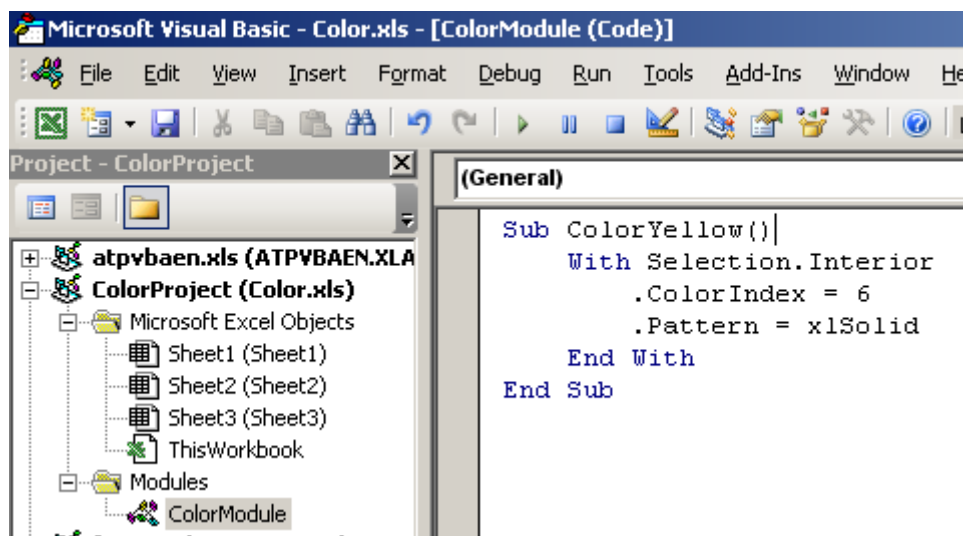 Microsoft Visual Basic - Color.xls - [ColorModule (Code)]
File Edit View Insert Format Debug Run Tools Add-Ins Window He
Project - ColorProject
(General)
atpvbaen.xls (ATPVBAEN.XLA
ColorProject (Color.xls)
Microsoft Excel Objects
Sheet1 (Sheet1)
Sheet2 (Sheet2)
Sheet3 (Sheet3)
ThisWorkbook
Modules
ColorModule
Sub ColorYellow()
With Selection.Interior
.ColorIndex = 6
.Pattern = xlSolid
End With
End Sub